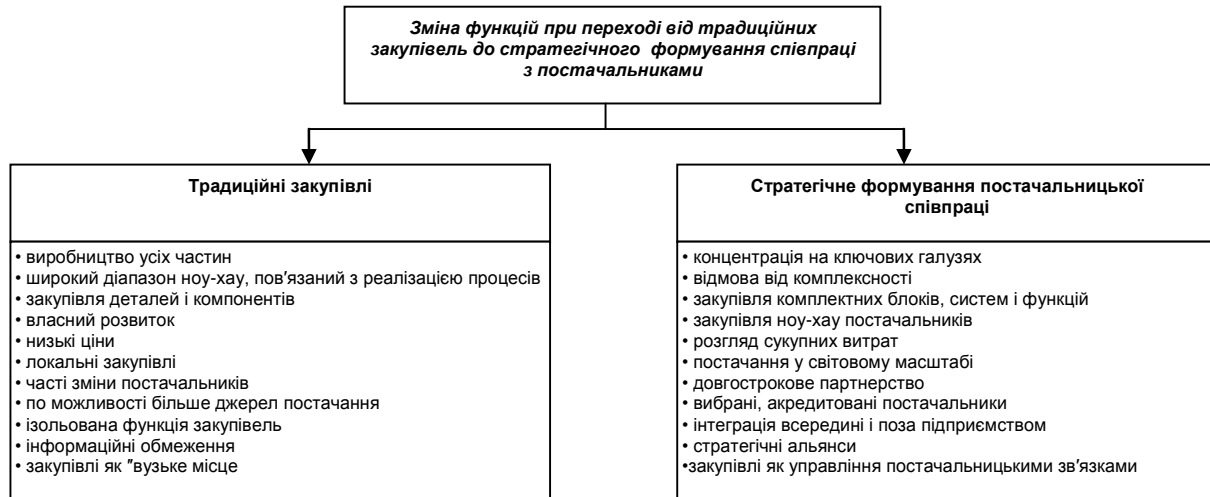 Зміна функцій при переході від традиційних
закупівель до стратегічного формування співпраці
з постачальниками
Традиційні закупівлі
• виробництво усіх частин
• широкий діапазон ноу-хау, пов'язаний з реалізацією процесів
• закупівля деталей і компонентів
• власний розвиток
• низькі ціни
• локальні закупівлі
• часті зміни постачальників
• по можливості більше джерел постачання
• ізольована функція закупівель
• інформаційні обмеження
• закупівлі як "вузьке місце
Стратегічне формування постачальницької
співпраці
• концентрація на ключових галузях
• відмова від комплексності
• закупівля комплектних блоків, систем і функцій
• закупівля ноу-хау постачальників
• розгляд сукупних витрат
• постачання у світовому масштабі
• довгострокове партнерство
• вибрані, акредитовані постачальники
• інтеграція всередині і поза підприємством
• стратегічні альянси
•закупівлі як управління постачальницькими зв'язками